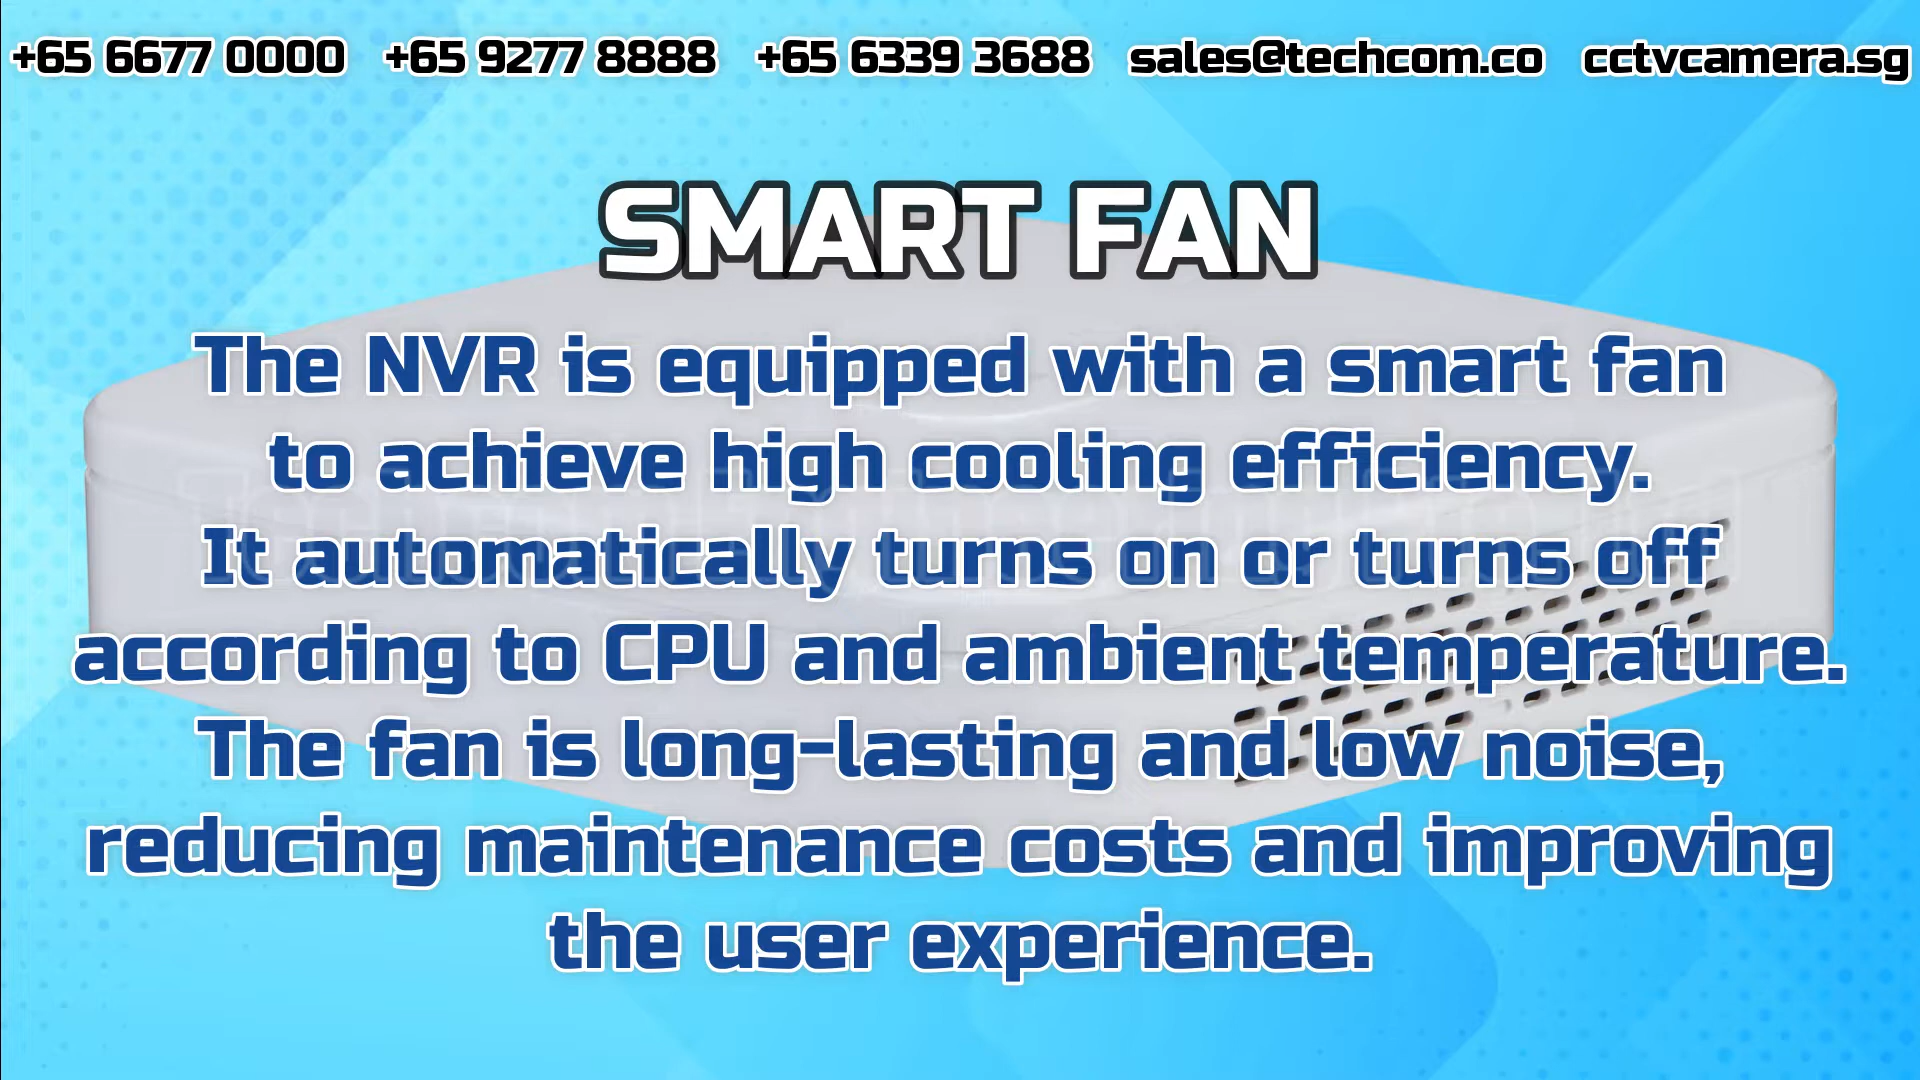 +65 6677 0000 +65 9277 8888 +65 6339 3688 sales@techcom.co cctvcamera.sg
SMART FAN
The NVR is equipped with a smart fan
to achieve high cooling efficiency.
It automatically turns on or turns off
according to CPU and ambient temperature.
The fan is long-lasting and low noise,
reducing maintenance costs and improving
the user experience.